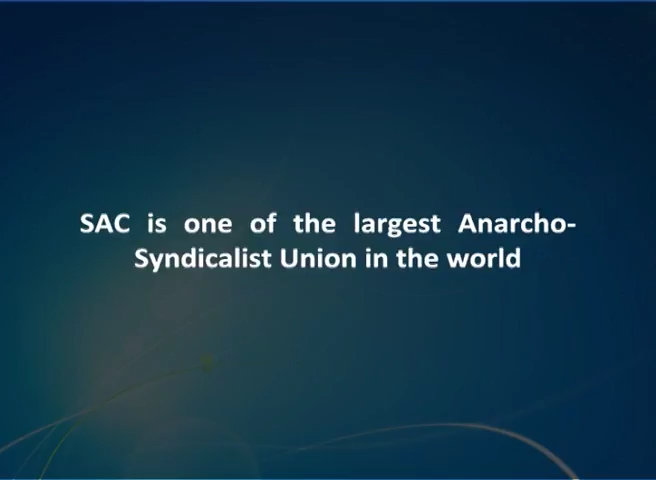 SAC is one of the largest Anarcho-
Syndicalist Union in the world